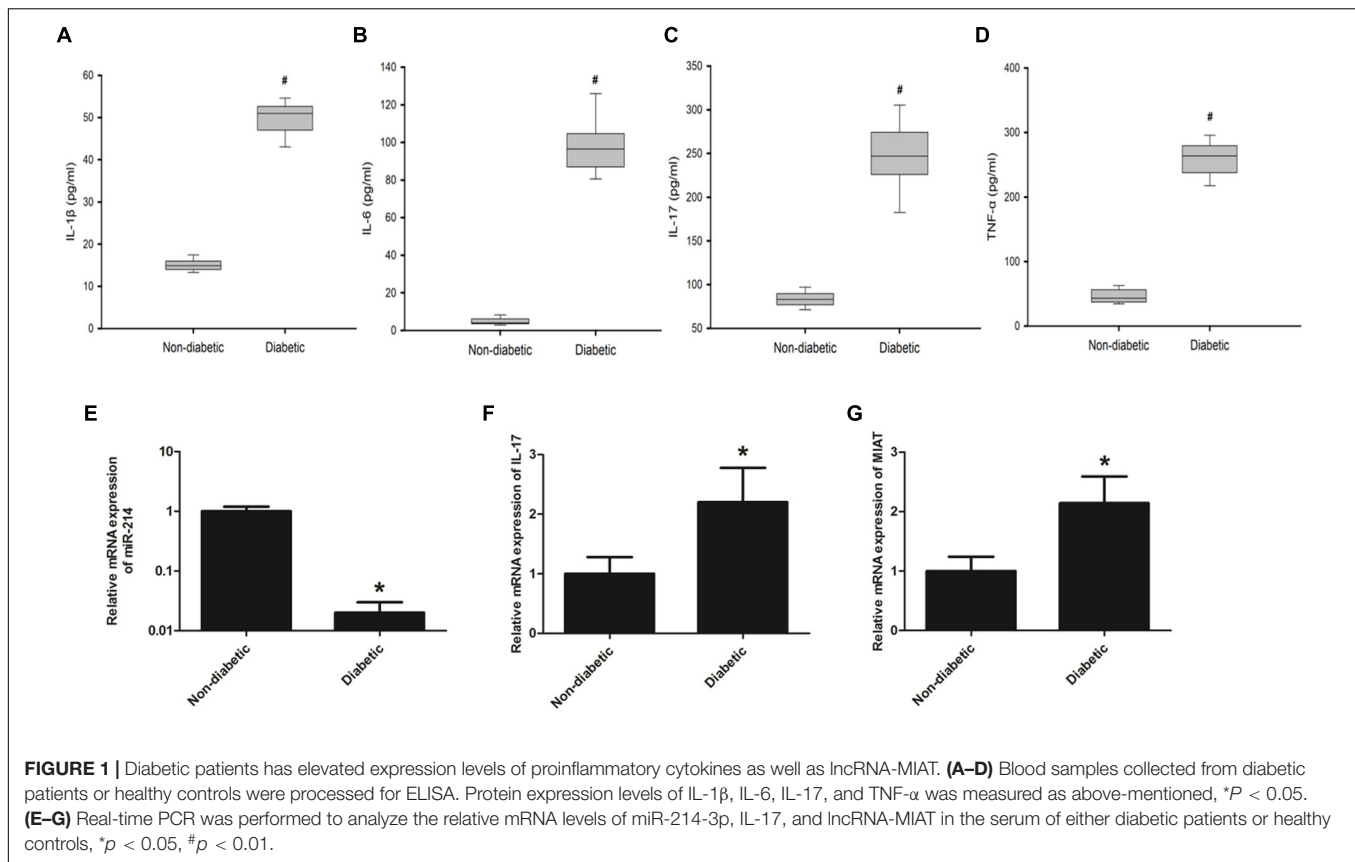 A
IL-1β (pg/ml)
60
50
40
30
20
10
0
#
Non-diabetic
Diabetic
B
IL-6 (pg/ml)
140
120
100
80
60
40
20
0
#
Non-diabetic
Diabetic
C
IL-17 (pg/ml)
350
300
250
200
150
100
50
#
Non-diabetic
Diabetic
D
TNF-α (pg/ml)
400
300
200
100
0
#
Non-diabetic
Diabetic
E
Relative mRNA expression
of miR-214
10
1
0.1
0.01
*
Non-diabetic
Diabetic
F
Relative mRNA expression of IL-17
3
2
1
0
*
Non-diabetic
Diabetic
G
Relative mRNA expression of MIAT
3
2
1
0
*
Non-diabetic
Diabetic
FIGURE 1 | Diabetic patients has elevated expression levels of proinflammatory cytokines as well as lncRNA-MIAT. (A–D) Blood samples collected from diabetic
patients or healthy controls were processed for ELISA. Protein expression levels of IL-1β, IL-6, IL-17, and TNF-α was measured as above-mentioned, *P < 0.05.
(E–G) Real-time PCR was performed to analyze the relative mRNA levels of miR-214-3p, IL-17, and lncRNA-MIAT in the serum of either diabetic patients or healthy
controls, *p < 0.05, #p < 0.01.